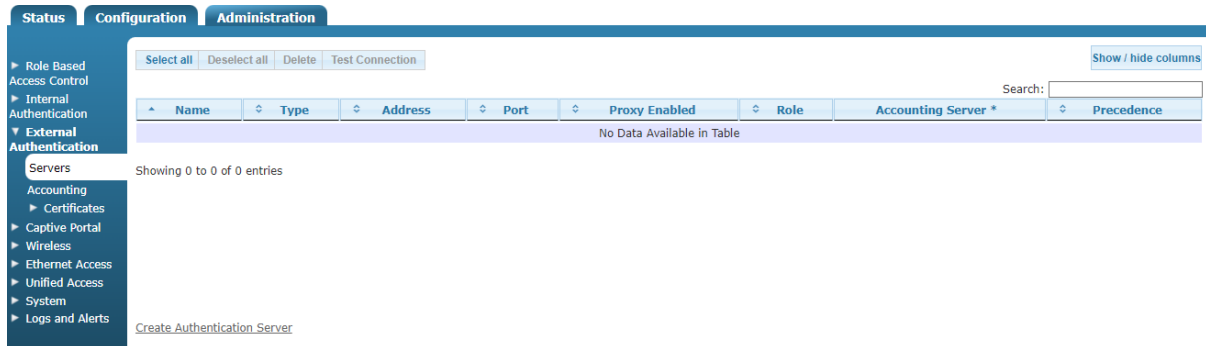 Status Configuration Administration
Role Based
Access Control
Internal
Authentication
External
Authentication
Servers
Accounting
Certificates
Captive Portal
Wireless
Ethernet Access
Unified Access
System
Logs and Alerts
Select all Deselect all Delete Test Connection
Show / hide columns
Search:
Name Type Address Port Proxy Enabled Role Accounting Server * Precedence
No Data Available in Table
Showing 0 to 0 of 0 entries
Create Authentication Server